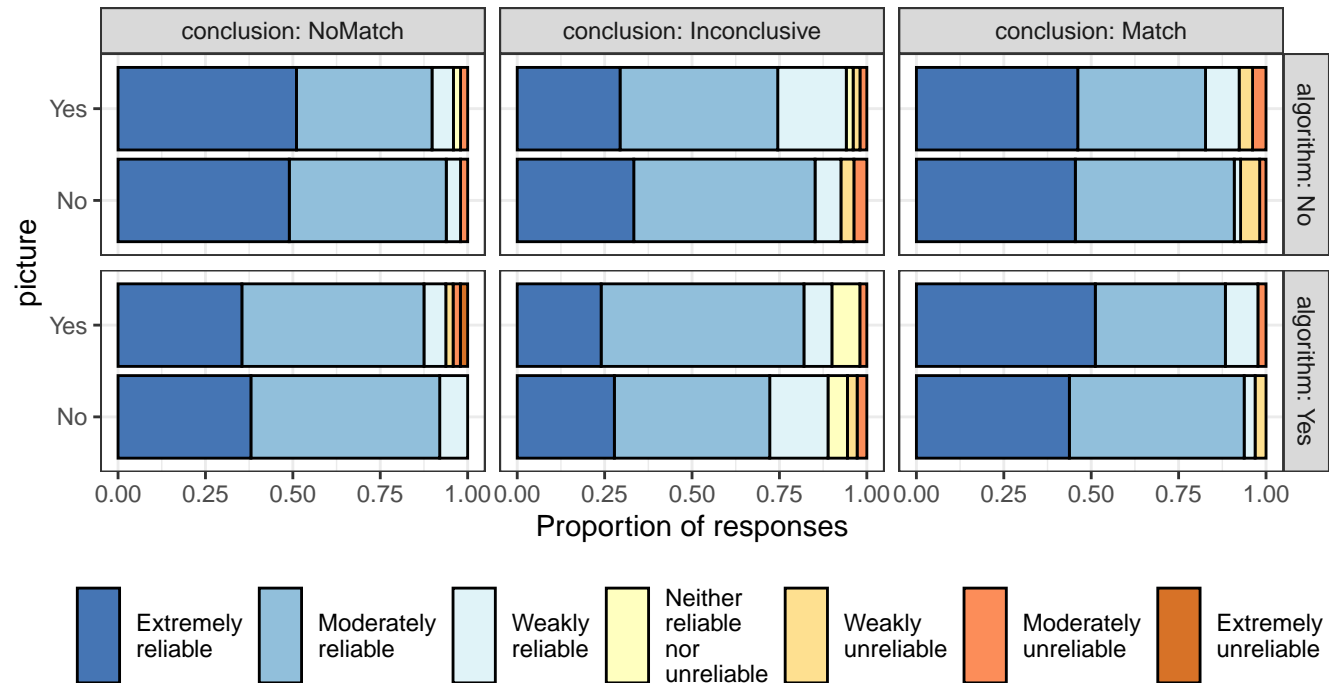 conclusion: NoMatch
conclusion: Inconclusive
conclusion: Match
Yes
No
algorithm: No
Yes
No
algorithm: Yes
picture
0.00 0.25 0.50 0.75 1.00
0.00 0.25 0.50 0.75 1.00
0.00 0.25 0.50 0.75 1.00
Proportion of responses
Extremely
reliable
Moderately
reliable
Weakly
reliable
Neither
reliable
nor
unreliable
Weakly
unreliable
Moderately
unreliable
Extremely
unreliable